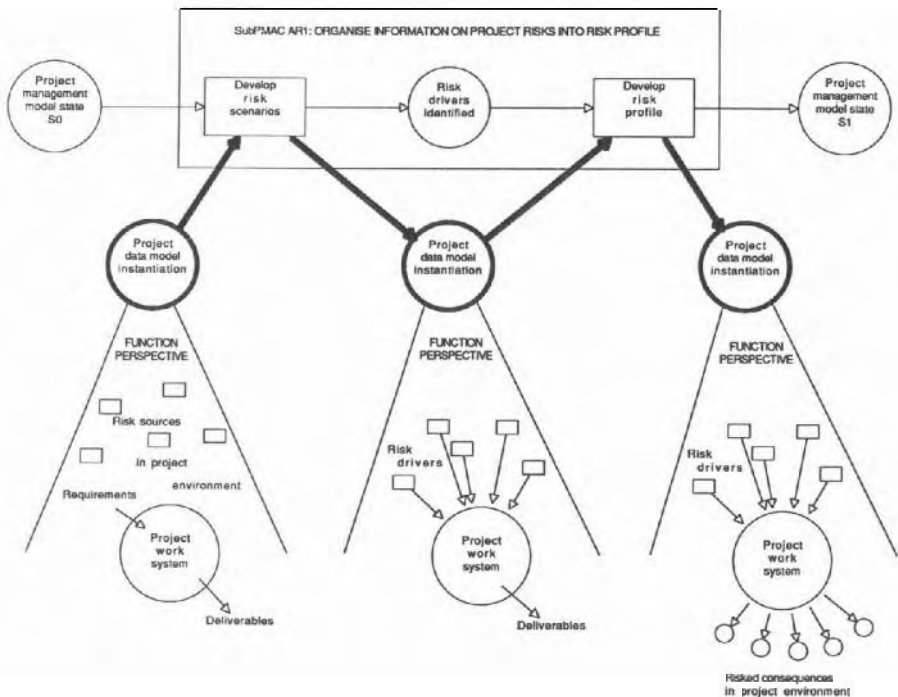 SubPMAC AR1: ORGANISE INFORMATION ON PROJECT RISKS INTO RISK PROFILE
Project
management
model state
S0
Develop
risk
scenarios
Risk
drivers
identified
Develop
risk
profile
Project
management
model state
S1
Project
data model
instantiation
Project
data model
instantiation
Project
data model
instantiation
FUNCTION
PERSPECTIVE
Risk sources
in project
environment
Requirements
Project
work
system
Deliverables
FUNCTION
PERSPECTIVE
Risk
drivers
Project
work
system
Deliverables
FUNCTION
PERSPECTIVE
Risk
drivers
Project
work
system
Risked consequences
in project environment